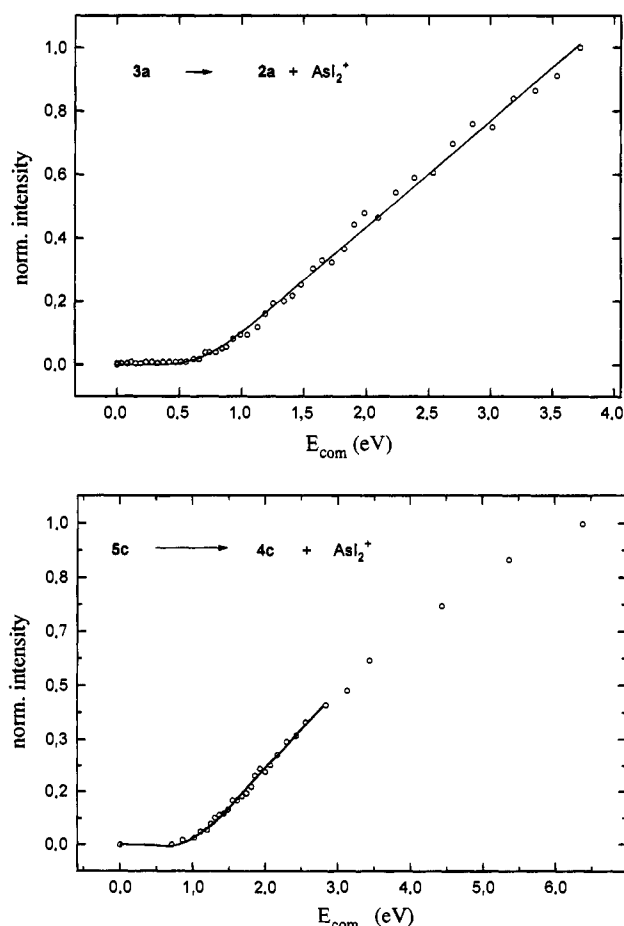 1,0
0,8
0,6
0,4
0,2
0,0
norm. intensity
3a → 2a + AsI₂⁺
0,0 0,5 1,0 1,5 2,0 2,5 3,0 3,5 4,0
E_com (eV)
1,0
0,8
0,7
0,5
0,3
0,2
0,0
norm. intensity
5c → 4c + AsI₂⁺
0,0 1,0 2,0 3,0 4,0 5,0 6,0
E_com (eV)